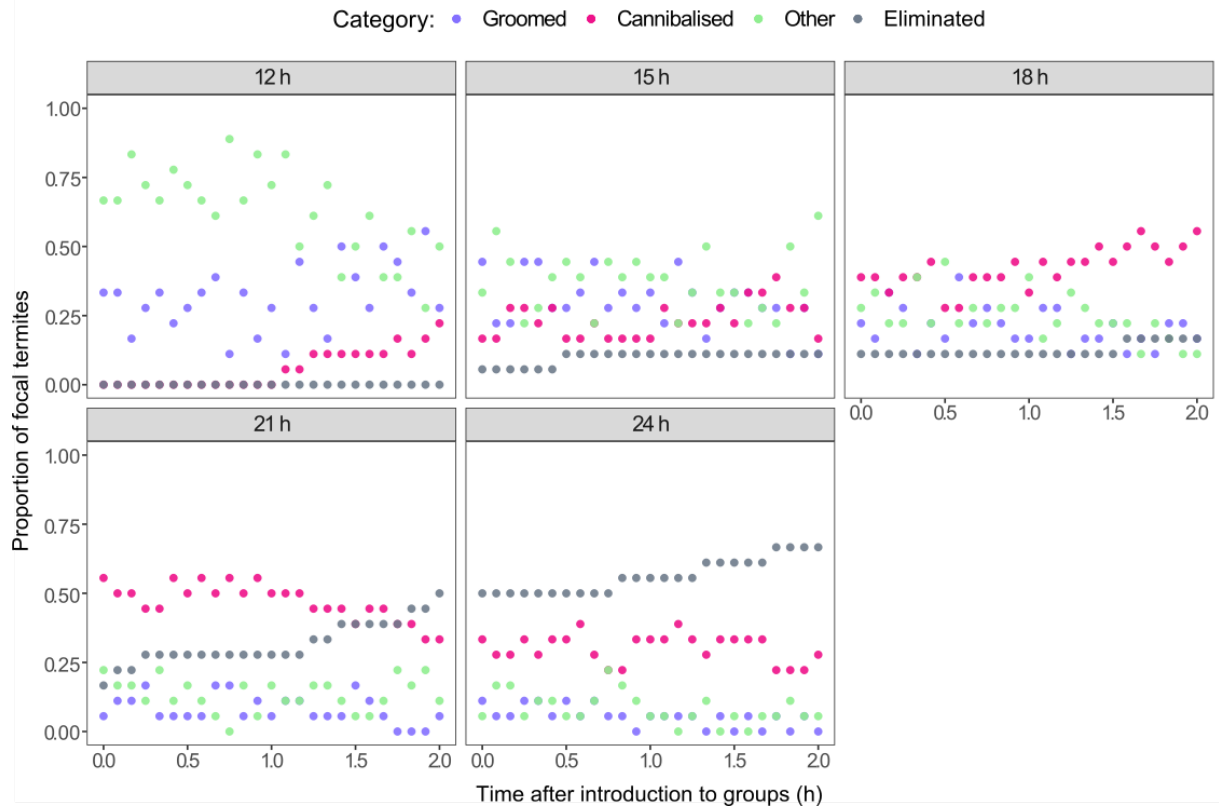 Category: Groomed Cannibalised Other Eliminated
12 h 15 h 18 h
1.00
0.75
0.50
0.25
0.00
0.0 0.5 1.0 1.5 2.0
21 h 24 h
1.00
0.75
0.50
0.25
0.00
0.0 0.5 1.0 1.5 2.0 0.0 0.5 1.0 1.5 2.0
Proportion of focal termites
Time after introduction to groups (h)